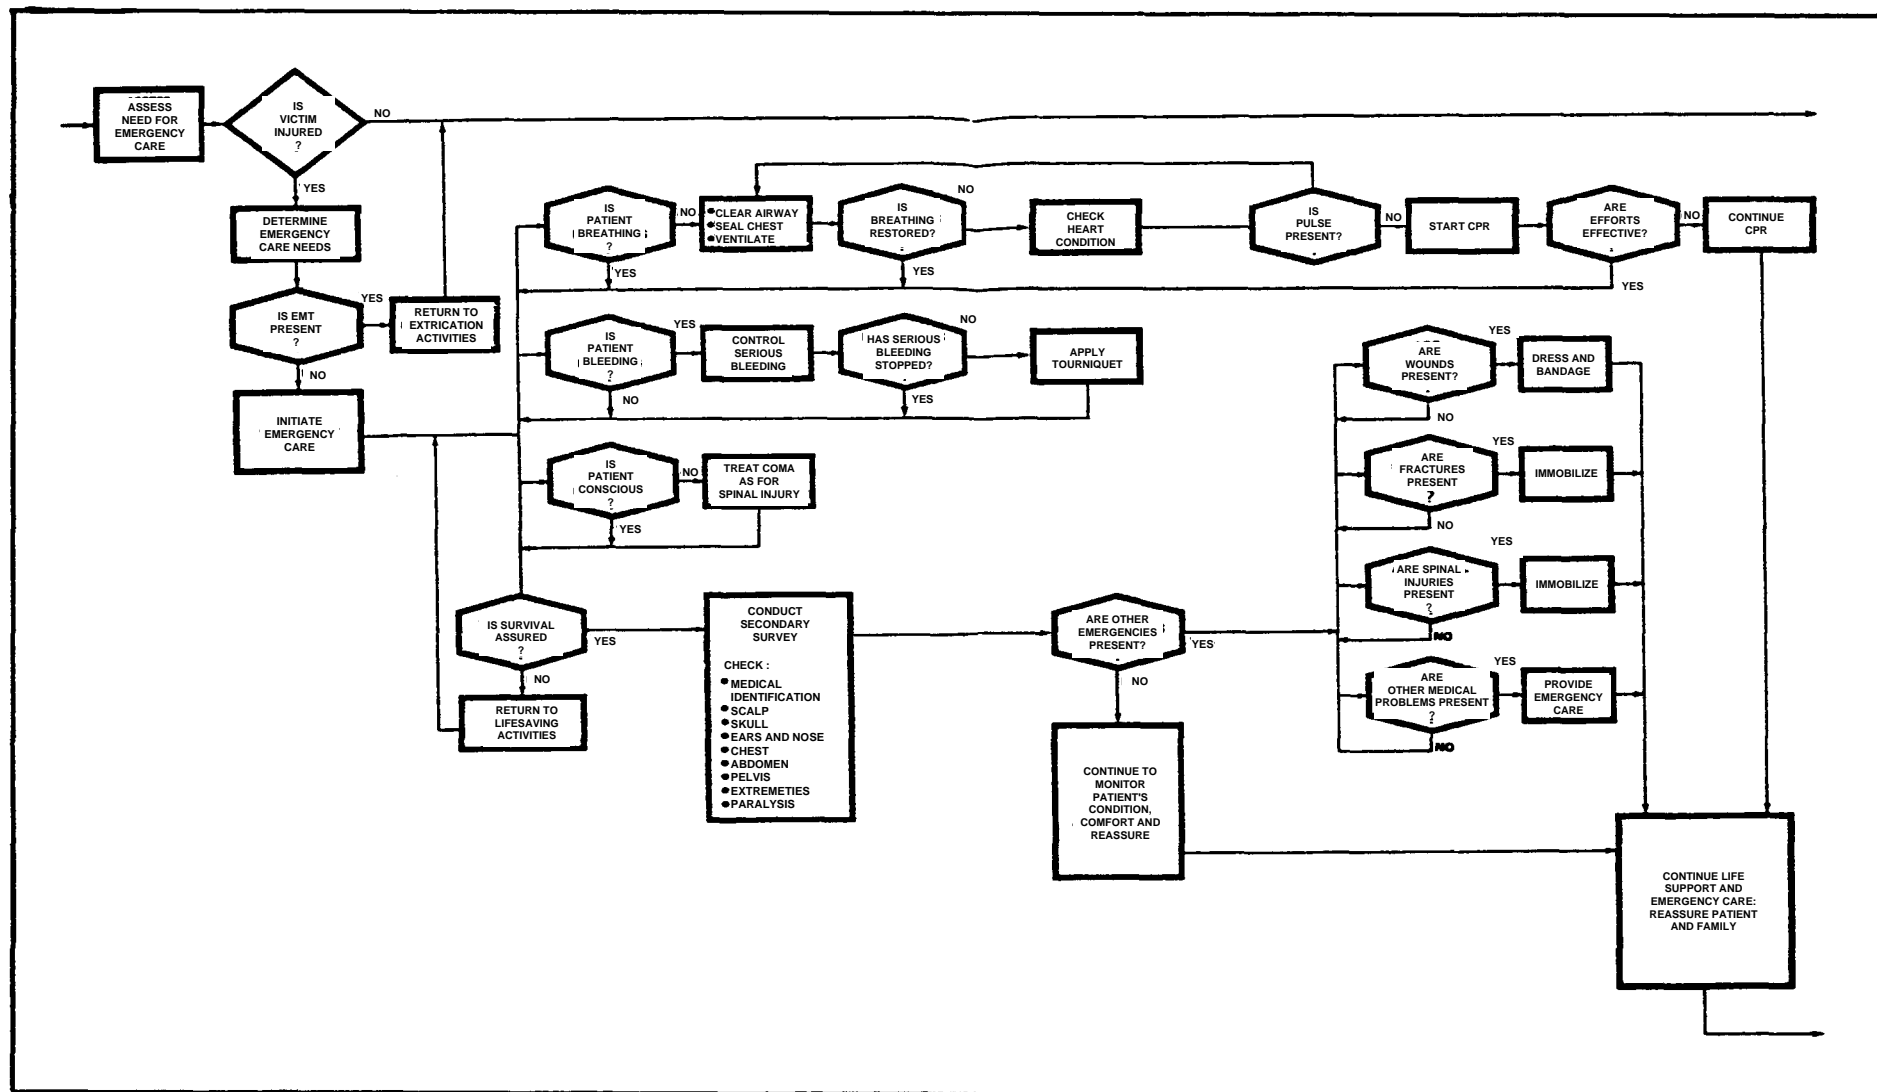 ASSESS
NEED FOR
EMERGENCY
CARE
IS
VICTIM
INJURED
?
NO
YES
DETERMINE
EMERGENCY
CARE NEEDS
IS EMT
PRESENT
?
YES
RETURN TO
EXTRICATION
ACTIVITIES
NO
INITIATE
EMERGENCY
CARE
IS
PATIENT
BREATHING
?
NO
YES
CLEAR AIRWAY
SEAL CHEST
VENTILATE
IS
BREATHING
RESTORED?
NO
YES
CHECK
HEART
CONDITION
IS
PULSE
PRESENT?
NO
START CPR
ARE
EFFORTS
EFFECTIVE?
NO
YES
CONTINUE
CPR
IS
PATIENT
BLEEDING
?
YES
NO
CONTROL
SERIOUS
BLEEDING
HAS SERIOUS
BLEEDING
STOPPED?
NO
YES
APPLY
TOURNIQUET
IS
PATIENT
CONSCIOUS
?
NO
YES
TREAT COMA
AS FOR
SPINAL INJURY
IS SURVIVAL
ASSURED
?
YES
NO
RETURN TO
LIFESAVING
ACTIVITIES
CONDUCT
SECONDARY
SURVEY
CHECK :
MEDICAL
IDENTIFICATION
SCALP
SKULL
EARS AND NOSE
CHEST
ABDOMEN
PELVIS
EXTREMETIES
PARALYSIS
ARE OTHER
EMERGENCIES
PRESENT?
YES
NO
CONTINUE TO
MONITOR
PATIENT'S
CONDITION,
COMFORT AND
REASSURE
ARE
WOUNDS
PRESENT?
YES
NO
DRESS AND
BANDAGE
ARE
FRACTURES
PRESENT
?
YES
NO
IMMOBILIZE
ARE SPINAL
INJURIES
PRESENT
?
YES
NO
IMMOBILIZE
ARE
OTHER MEDICAL
PROBLEMS PRESENT
?
YES
NO
PROVIDE
EMERGENCY
CARE
CONTINUE LIFE
SUPPORT AND
EMERGENCY CARE:
REASSURE PATIENT
AND FAMILY